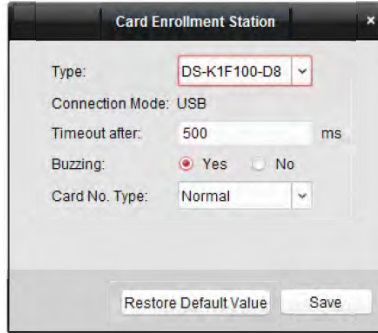 Card Enrollment Station ×
Type: DS-K1F100-D8
Connection Mode: USB
Timeout after: 500 ms
Buzzing: Yes No
Card No. Type: Normal
Restore Default Value Save